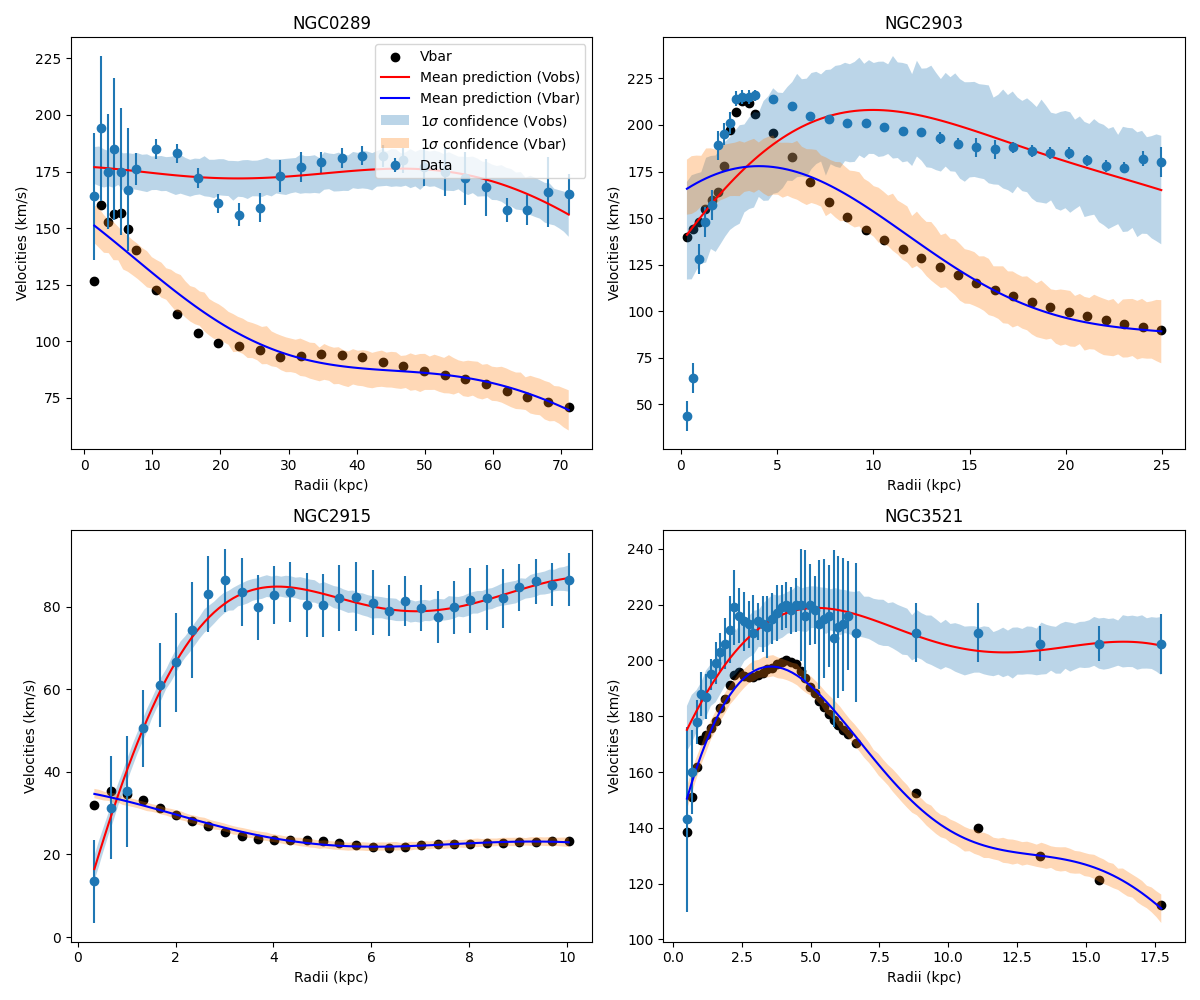 NGC0289
225
200
175
150
125
100
75
Velocities (km/s)
0 10 20 30 40 50 60 70
Radii (kpc)
Vbar
Mean prediction (Vobs)
Mean prediction (Vbar)
1σ confidence (Vobs)
1σ confidence (Vbar)
Data
NGC2903
225
200
175
150
125
100
75
50
Velocities (km/s)
0 5 10 15 20 25
Radii (kpc)
NGC2915
80
60
40
20
0
Velocities (km/s)
0 2 4 6 8 10
Radii (kpc)
NGC3521
240
220
200
180
160
140
120
100
Velocities (km/s)
0.0 2.5 5.0 7.5 10.0 12.5 15.0 17.5
Radii (kpc)